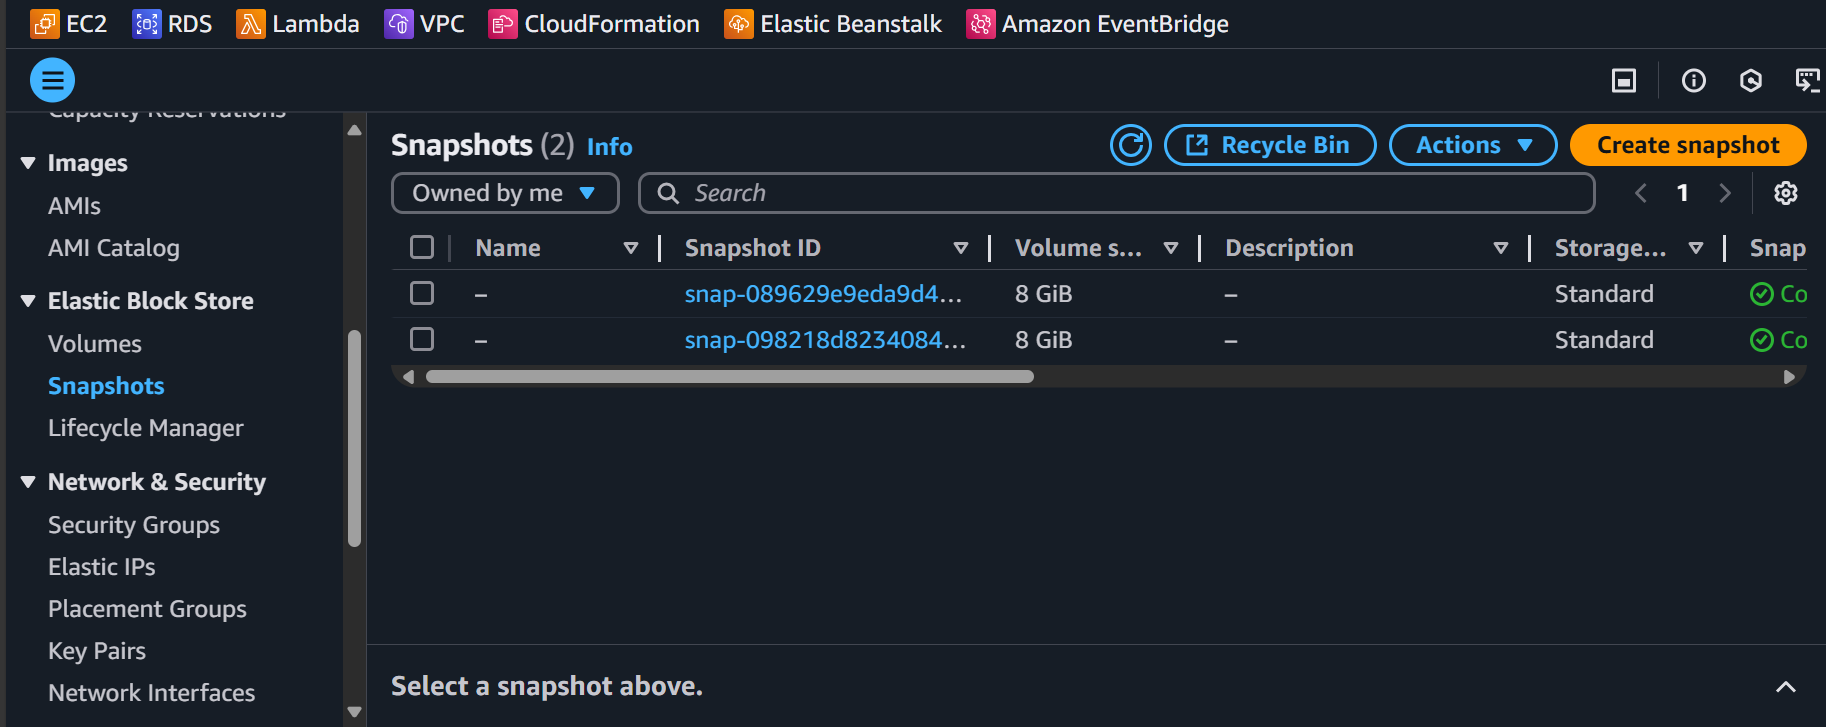 EC2 RDS Lambda VPC CloudFormation Elastic Beanstalk Amazon EventBridge
Capacity Reservations
Images
AMIs
AMI Catalog
Elastic Block Store
Volumes
Snapshots
Lifecycle Manager
Network & Security
Security Groups
Elastic IPs
Placement Groups
Key Pairs
Network Interfaces
Snapshots (2) Info Recycle Bin Actions Create snapshot
Owned by me Search 1
Name Snapshot ID Volume s... Description Storage... Snap
– snap-089629e9eda9d4... 8 GiB – Standard Co
– snap-098218d8234084... 8 GiB – Standard Co
Select a snapshot above.